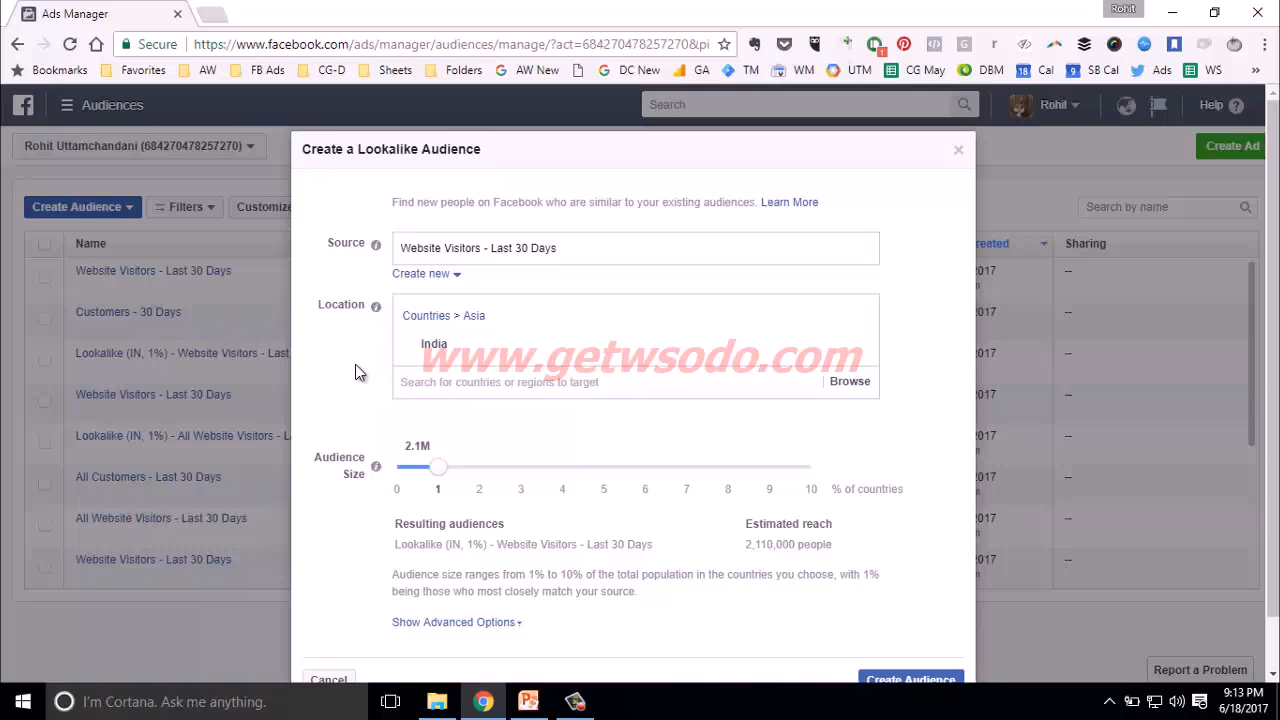 Ads Manager
Rohit
Secure https://www.facebook.com/ads/manager/audiences/manage/?act=684270478257270&pi
Bookmarks Favorites AW FB Ads CG-D Sheets Folders AW New DC New GA TM WM UTM CG May DBM Cal SB Cal Ads WS
Audiences Search Rohit Help
Rohit Uttamchandani (684270478257270) Create Ad
Create a Lookalike Audience
Find new people on Facebook who are similar to your existing audiences. Learn More
Create Audience Filters Customize Search by name
Name Source Website Visitors - Last 30 Days reated Sharing
Website Visitors - Last 30 Days Create new 2017 --
Customers - 30 Days Location Countries > Asia 2017 --
India
www.getwsodo.com
Lookalike (IN, 1%) - Website Visitors - Last 2017 --
Search for countries or regions to target Browse
Website Visitors - Last 30 Days 2017 --
Lookalike (IN, 1%) - All Website Visitors - L 2017 --
2.1M
Audience Size
0 1 2 3 4 5 6 7 8 9 10 % of countries
All Customers - Last 30 Days 2017 --
All Website Visitors - Last 30 Days 2017 --
Resulting audiences Estimated reach
Lookalike (IN, 1%) - Website Visitors - Last 30 Days 2,110,000 people
Website Visitors - Last 30 Days 2017 --
Audience size ranges from 1% to 10% of the total population in the countries you choose, with 1%
being those who most closely match your source.
Show Advanced Options
Cancel Create Audience
Report a Problem
I'm Cortana. Ask me anything.
9:13 PM
6/18/2017